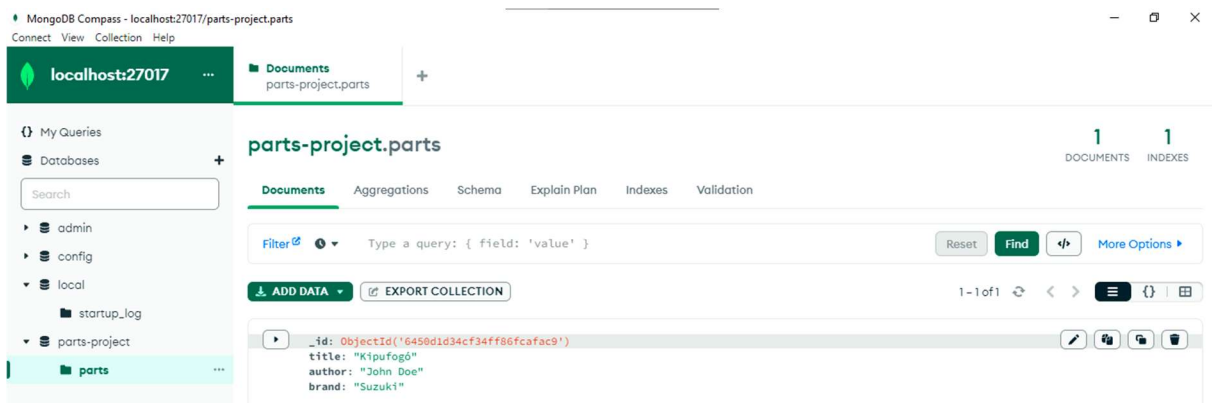 MongoDB Compass - localhost:27017/parts-project.parts
Connect View Collection Help
localhost:27017 ...
Documents
parts-project.parts
+
{} My Queries
Databases +
Search
admin
config
local
startup_log
parts-project
parts ...
parts-project.parts
1 DOCUMENTS
1 INDEXES
Documents Aggregations Schema Explain Plan Indexes Validation
Filter Type a query: { field: 'value' } Reset Find </> More Options
ADD DATA EXPORT COLLECTION 1 – 1 of 1 < > {}
_id: ObjectId('6450d1d34cf34ff86fcafac9')
title: "Kipufogó"
author: "John Doe"
brand: "Suzuki"